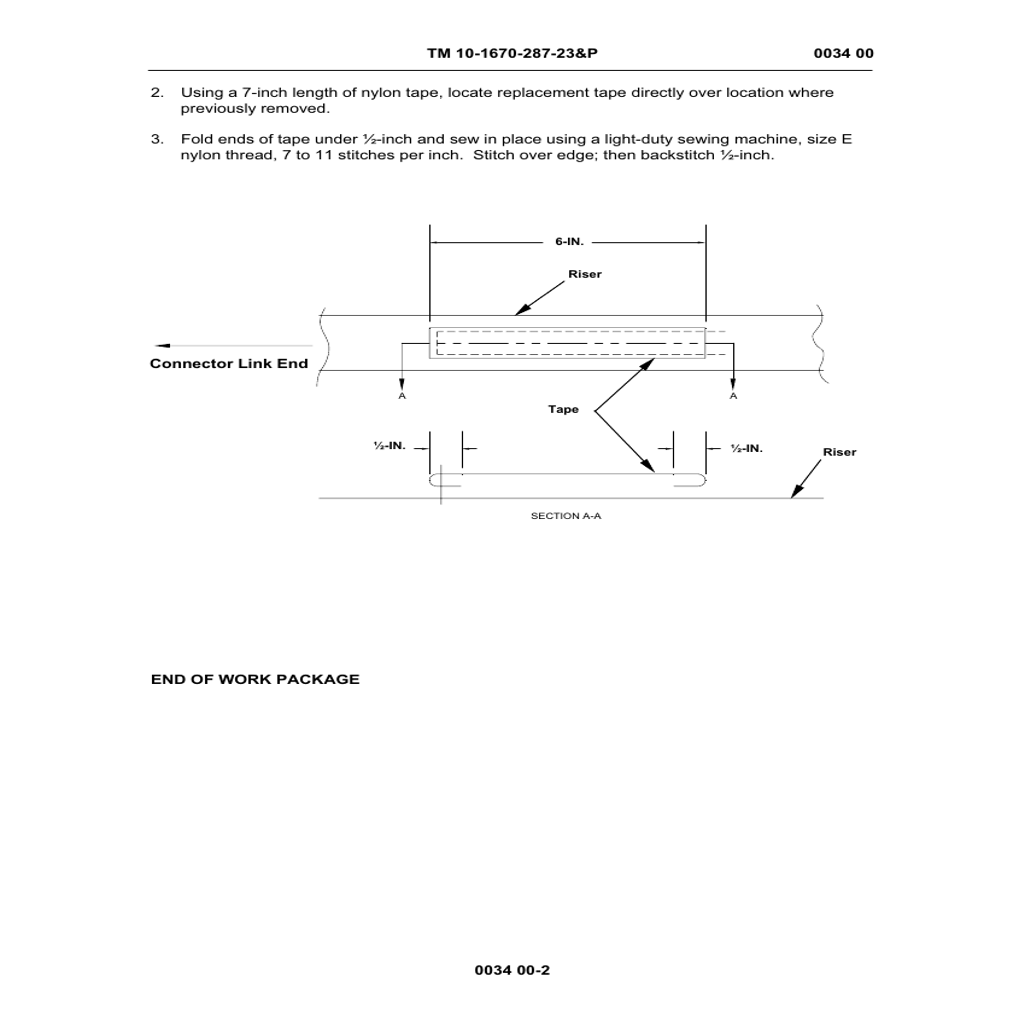 TM 10-1670-287-23&P 0034 00
2. Using a 7-inch length of nylon tape, locate replacement tape directly over location where
previously removed.
3. Fold ends of tape under ½-inch and sew in place using a light-duty sewing machine, size E
nylon thread, 7 to 11 stitches per inch. Stitch over edge; then backstitch ½-inch.
6-IN.
Riser
Connector Link End
A A
Tape
½-IN. ½-IN.
Riser
SECTION A-A
END OF WORK PACKAGE
0034 00-2